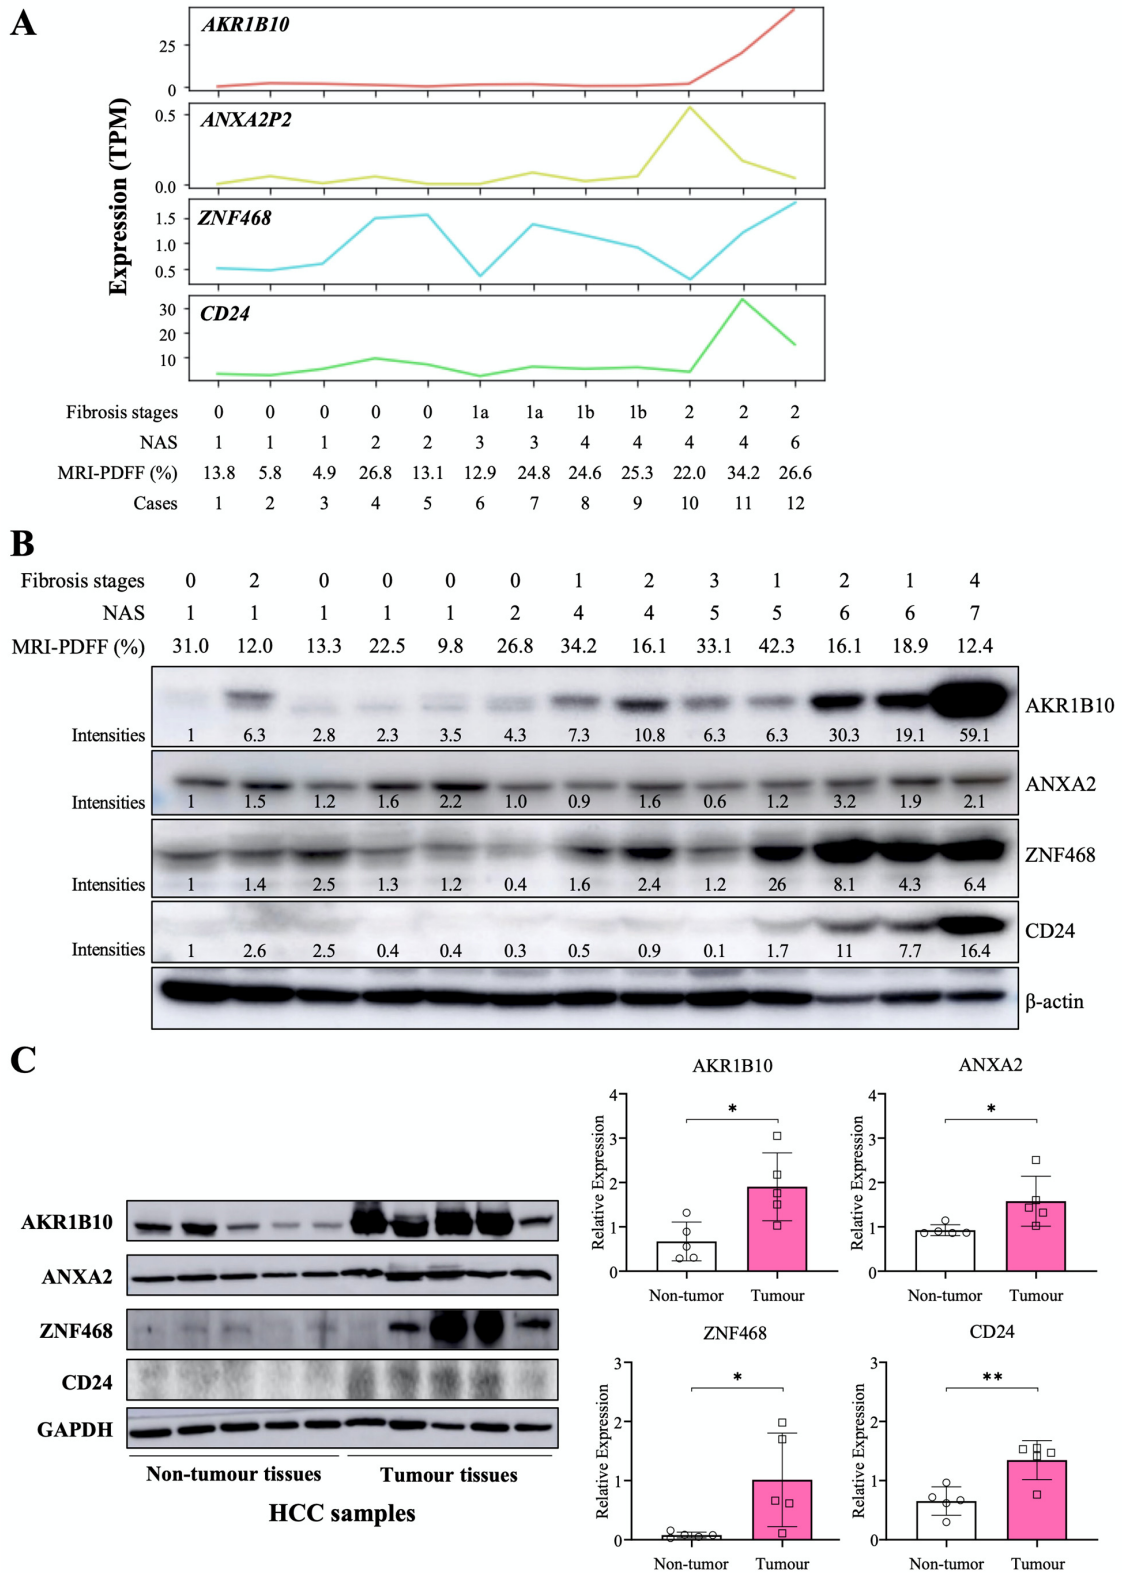 A
AKR1B10
25
0
ANXA2P2
0.5
0.0
Expression (TPM)
ZNF468
1.5
1.0
0.5
CD24
30
20
10
Fibrosis stages 0 0 0 0 0 1a 1a 1b 1b 2 2 2
NAS 1 1 1 2 2 3 3 4 4 4 4 6
MRI-PDFF (%) 13.8 5.8 4.9 26.8 13.1 12.9 24.8 24.6 25.3 22.0 34.2 26.6
Cases 1 2 3 4 5 6 7 8 9 10 11 12
B
Fibrosis stages 0 2 0 0 0 0 1 2 3 1 2 1 4
NAS 1 1 1 1 1 2 4 4 5 5 6 6 7
MRI-PDFF (%) 31.0 12.0 13.3 22.5 9.8 26.8 34.2 16.1 33.1 42.3 16.1 18.9 12.4
AKR1B10
Intensities 1 6.3 2.8 2.3 3.5 4.3 7.3 10.8 6.3 6.3 30.3 19.1 59.1
ANXA2
Intensities 1 1.5 1.2 1.6 2.2 1.0 0.9 1.6 0.6 1.2 3.2 1.9 2.1
ZNF468
Intensities 1 1.4 2.5 1.3 1.2 0.4 1.6 2.4 1.2 26 8.1 4.3 6.4
CD24
Intensities 1 2.6 2.5 0.4 0.4 0.3 0.5 0.9 0.1 1.7 11 7.7 16.4
β-actin
C
AKR1B10
ANXA2
ZNF468
CD24
GAPDH
Non-tumour tissues Tumour tissues
HCC samples
AKR1B10
Relative Expression
4
3
2
1
0
*
Non-tumor Tumour
ANXA2
Relative Expression
4
3
2
1
0
*
Non-tumor Tumour
ZNF468
Relative Expression
3
2
1
0
*
Non-tumor Tumour
CD24
Relative Expression
3
2
1
0
**
Non-tumor Tumour